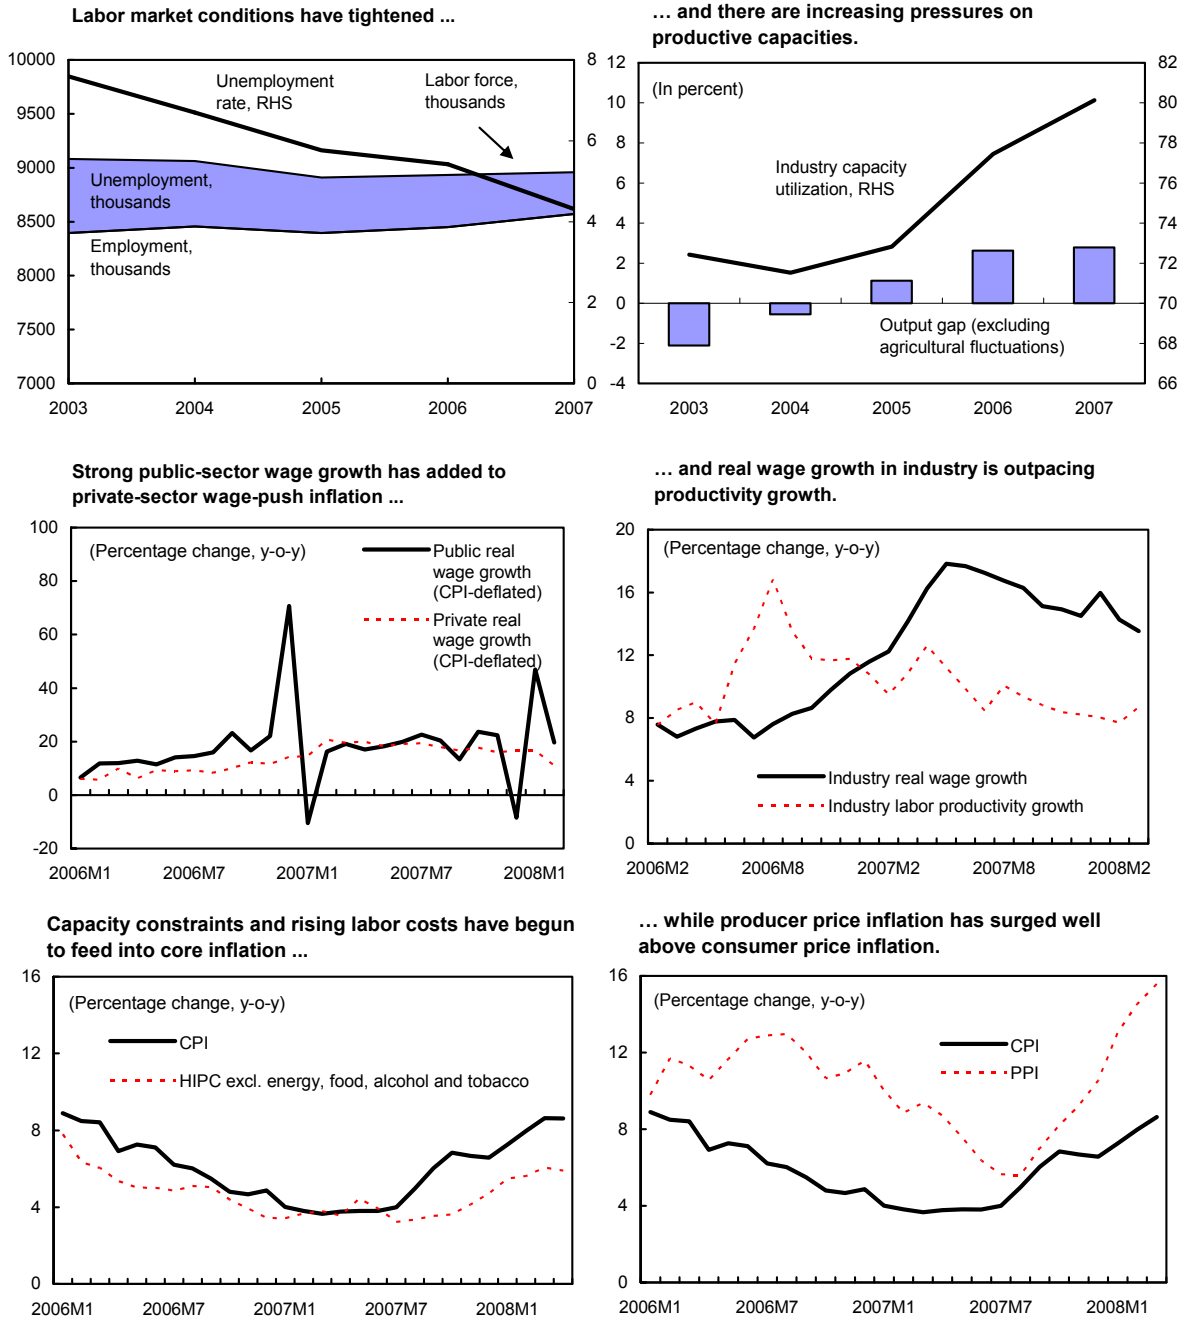 Labor market conditions have tightened ...
10000
9500
9000
8500
8000
7500
7000
8
6
4
2
0
Unemployment
rate, RHS
Labor force,
thousands
Unemployment,
thousands
Employment,
thousands
2003
2004
2005
2006
2007
… and there are increasing pressures on
productive capacities.
12
10
8
6
4
2
0
-2
-4
82
80
78
76
74
72
70
68
66
(In percent)
Industry capacity
utilization, RHS
Output gap (excluding
agricultural fluctuations)
2003
2004
2005
2006
2007
Strong public-sector wage growth has added to
private-sector wage-push inflation ...
100
80
60
40
20
0
-20
(Percentage change, y-o-y)
Public real
wage growth
(CPI-deflated)
Private real
wage growth
(CPI-deflated)
2006M1
2006M7
2007M1
2007M7
2008M1
… and real wage growth in industry is outpacing
productivity growth.
20
16
12
8
4
0
(Percentage change, y-o-y)
Industry real wage growth
Industry labor productivity growth
2006M2
2006M8
2007M2
2007M8
2008M2
Capacity constraints and rising labor costs have begun
to feed into core inflation ...
16
12
8
4
0
(Percentage change, y-o-y)
CPI
HIPC excl. energy, food, alcohol and tobacco
2006M1
2006M7
2007M1
2007M7
2008M1
… while producer price inflation has surged well
above consumer price inflation.
16
12
8
4
0
(Percentage change, y-o-y)
CPI
PPI
2006M1
2006M7
2007M1
2007M7
2008M1